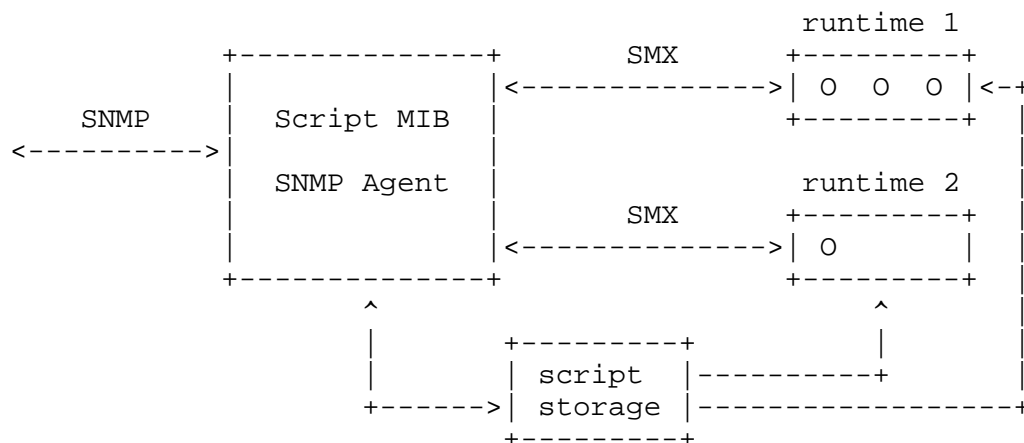 runtime 1
SMX
O O O
SNMP
Script MIB
SNMP Agent
runtime 2
SMX
O
script
storage